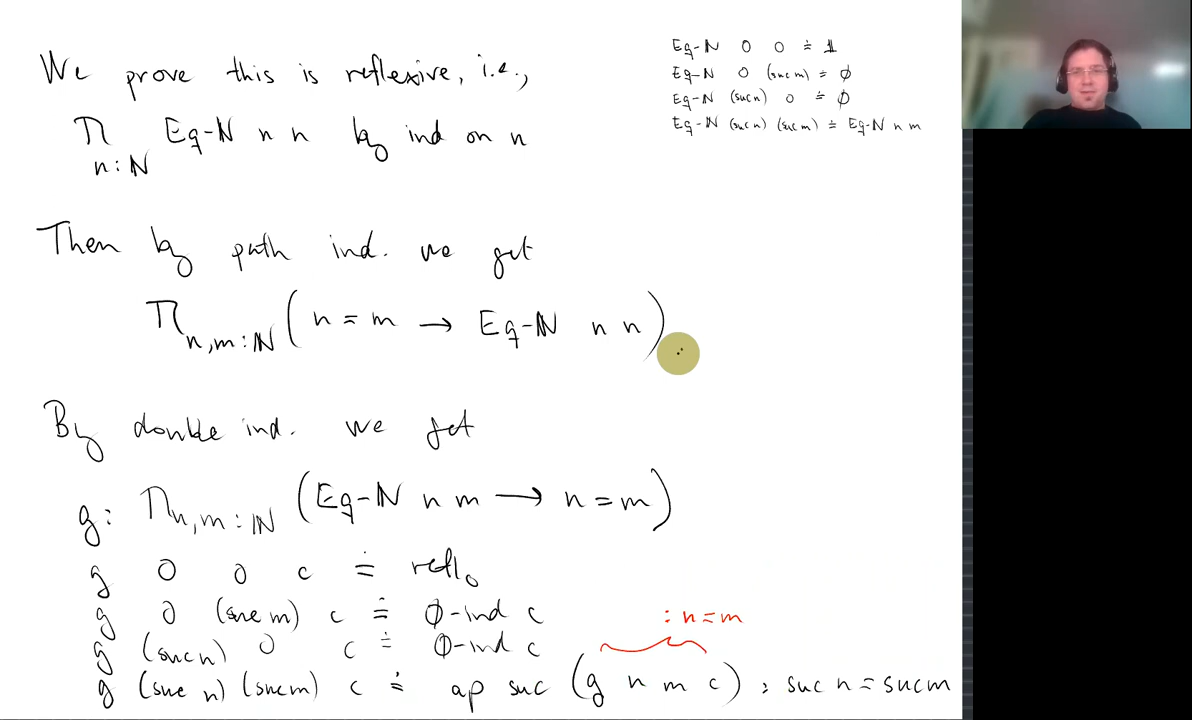 We prove this is reflexive, i.e.,
Π Eq-ℕ n n by ind on n
n:ℕ
Eq-ℕ 0 0 ≐ 𝟙
Eq-ℕ 0 (suc m) ≐ ∅
Eq-ℕ (suc n) 0 ≐ ∅
Eq-ℕ (suc n) (suc m) ≐ Eq-ℕ n m
Then by path ind. we get
Π n,m:ℕ (n = m → Eq-ℕ n n)
By double ind. we get
g: Π n,m:ℕ (Eq-ℕ n m → n = m)
g 0 0 c ≐ refl₀
g 0 (suc m) c ≐ ∅-ind c
: n = m
g (suc n) 0 c ≐ ∅-ind c
g (suc n) (suc m) c ≐ ap suc (g n m c) : suc n = suc m